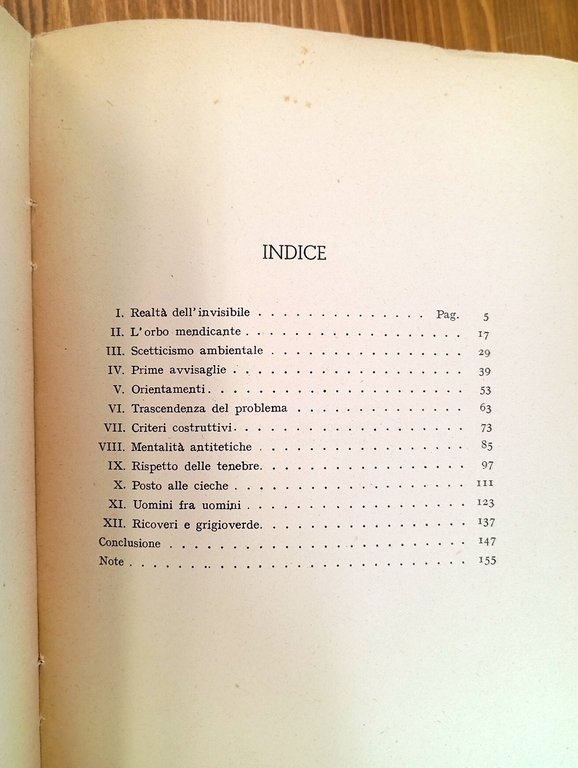 INDICE
I. Realtà dell'invisibile . . . . . . . . . . . . . Pag. 5
II. L'orbo mendicante . . . . . . . . . . . . . . . . 17
III. Scetticismo ambientale . . . . . . . . . . . . . . . 29
IV. Prime avvisaglie . . . . . . . . . . . . . . . . . 39
V. Orientamenti . . . . . . . . . . . . . . . . . . 53
VI. Trascendenza del problema . . . . . . . . . . . . . 63
VII. Criteri costruttivi . . . . . . . . . . . . . . . . . 73
VIII. Mentalità antitetiche . . . . . . . . . . . . . . . 85
IX. Rispetto delle tenebre . . . . . . . . . . . . . . . 97
X. Posto alle cieche . . . . . . . . . . . . . . . . . 111
XI. Uomini fra uomini . . . . . . . . . . . . . . . . 123
XII. Ricoveri e grigioverde . . . . . . . . . . . . . . . 137
Conclusione . . . . . . . . . . . . . . . . . . . . 147
Note . . . . . . . . . . . . . . . . . . . . . . . 155